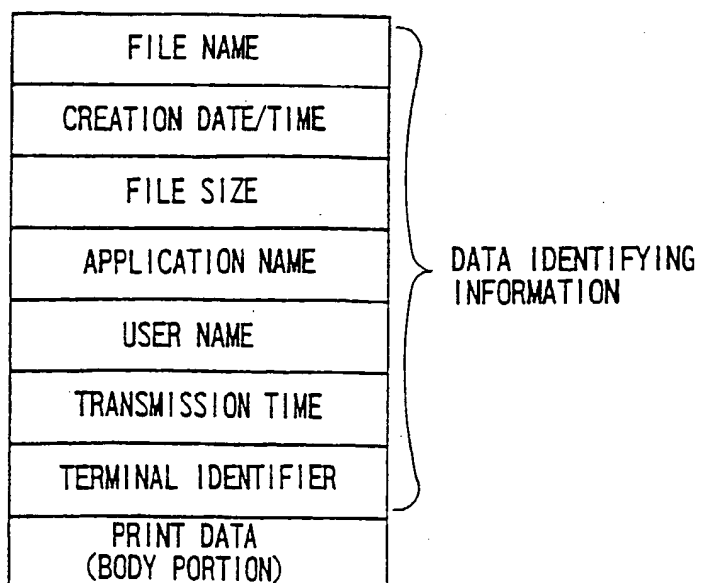 FILE NAME
CREATION DATE/TIME
FILE SIZE
APPLICATION NAME
USER NAME
TRANSMISSION TIME
TERMINAL IDENTIFIER
PRINT DATA
(BODY PORTION)
DATA IDENTIFYING
INFORMATION